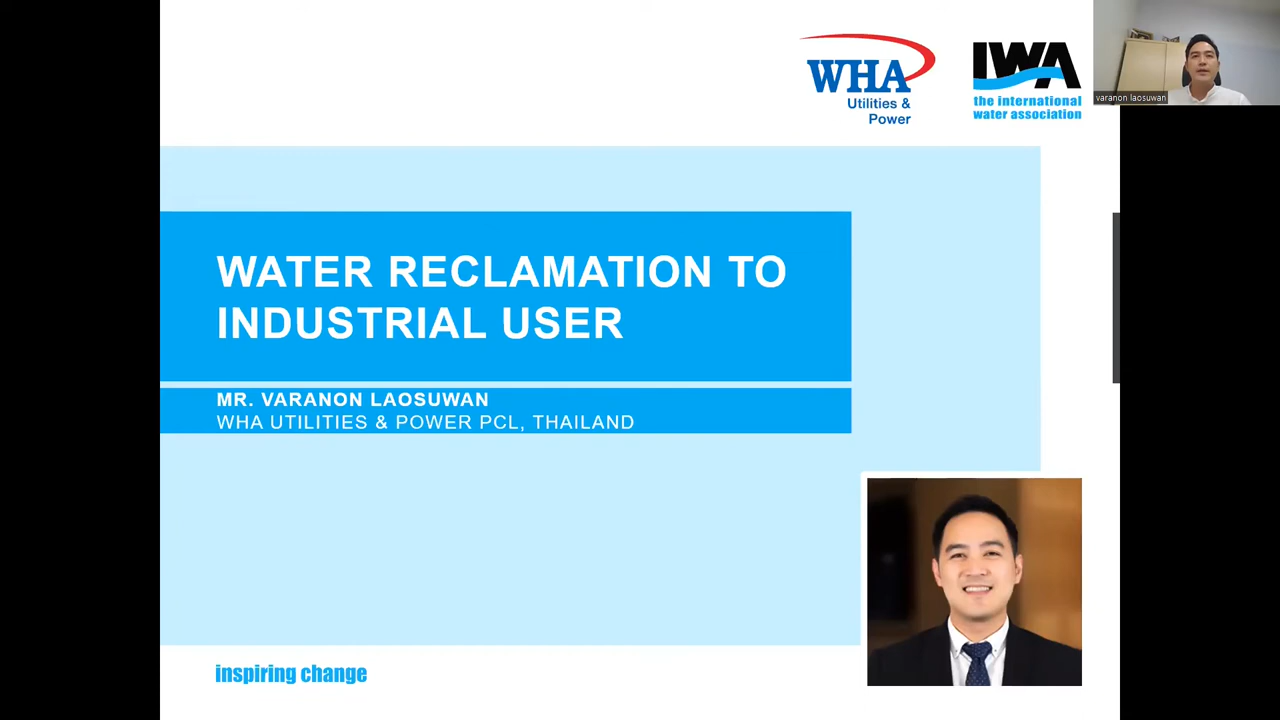 WHA
Utilities &
Power
IWA
the international
water association
varanon laosuwan
WATER RECLAMATION TO
INDUSTRIAL USER
MR. VARANON LAOSUWAN
WHA UTILITIES & POWER PCL, THAILAND
inspiring change